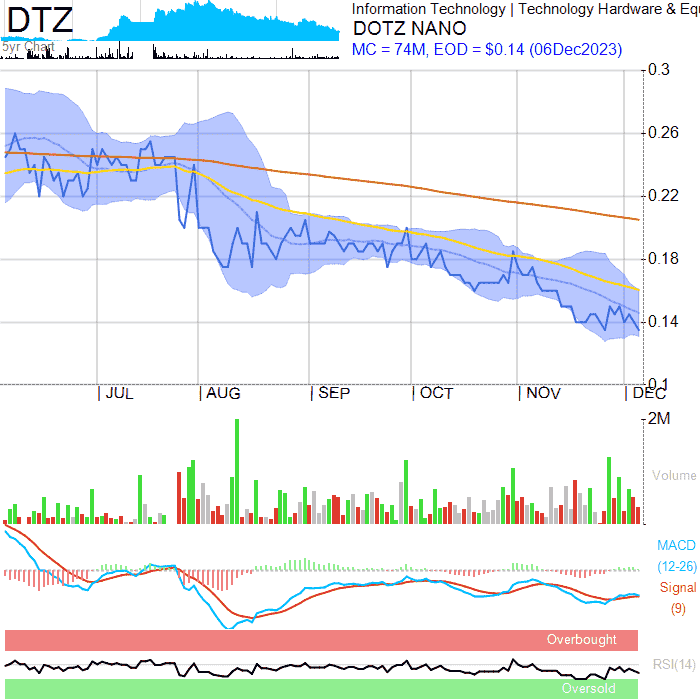 DTZ
5yr Chart
Information Technology | Technology Hardware & Equ
DOTZ NANO
MC = 74M, EOD = $0.14 (06Dec2023)
0.3
0.26
0.22
0.18
0.14
0.1
| JUL | AUG | SEP | OCT | NOV | DEC
2M
Volume
MACD
(12-26)
Signal
(9)
Overbought
RSI(14)
Oversold